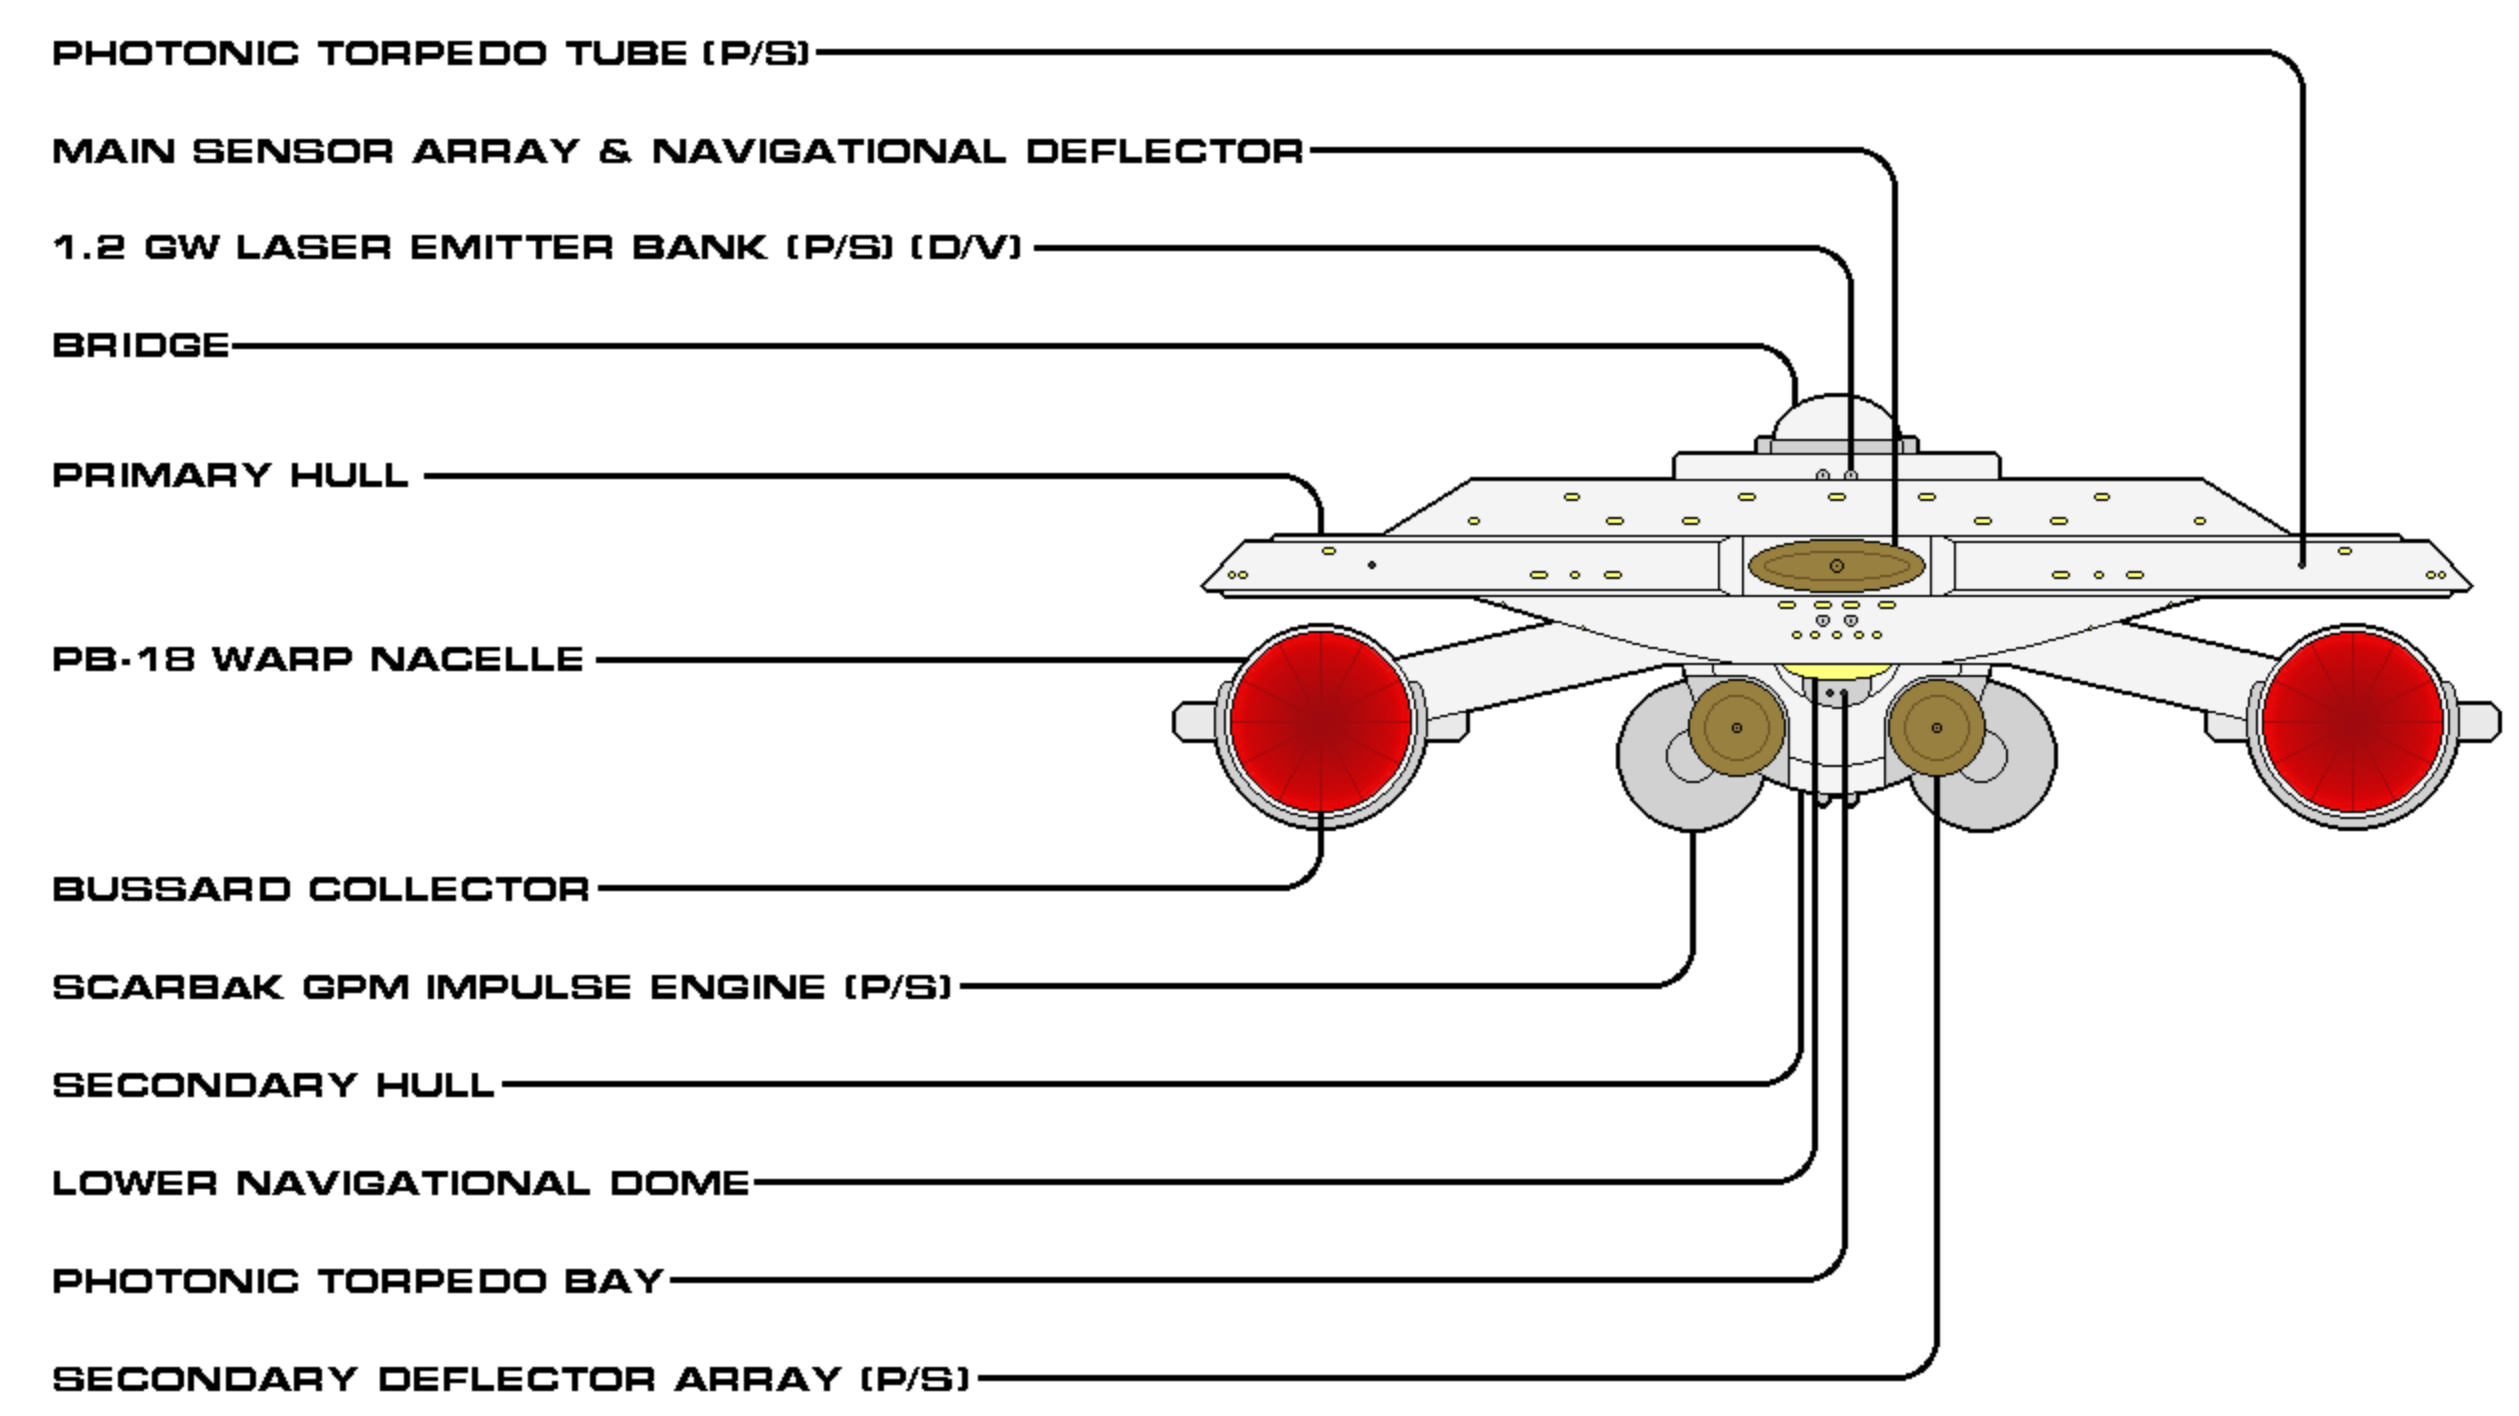 PHOTONIC TORPEDO TUBE (P/S)
MAIN SENSOR ARRAY & NAVIGATIONAL DEFLECTOR
1.2 GW LASER EMITTER BANK (P/S) (D/V)
BRIDGE
PRIMARY HULL
PB-18 WARP NACELLE
BUSSARD COLLECTOR
SCARBAK GPM IMPULSE ENGINE (P/S)
SECONDARY HULL
LOWER NAVIGATIONAL DOME
PHOTONIC TORPEDO BAY
SECONDARY DEFLECTOR ARRAY (P/S)